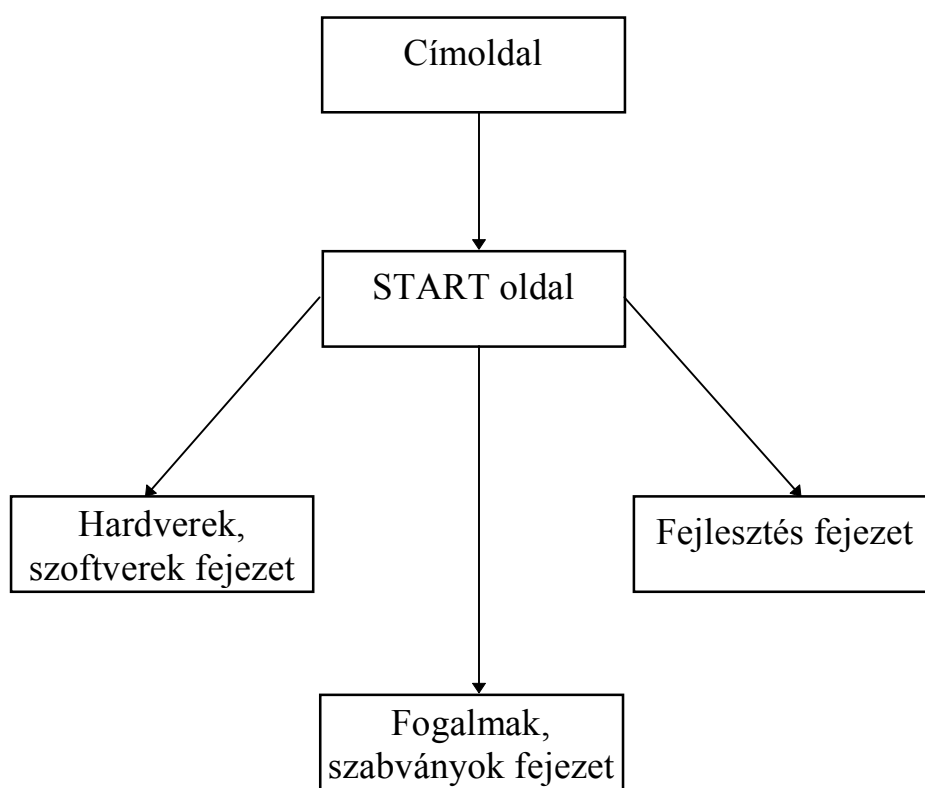 Címoldal
START oldal
Hardverek,
szoftverek fejezet
Fejlesztés fejezet
Fogalmak,
szabványok fejezet